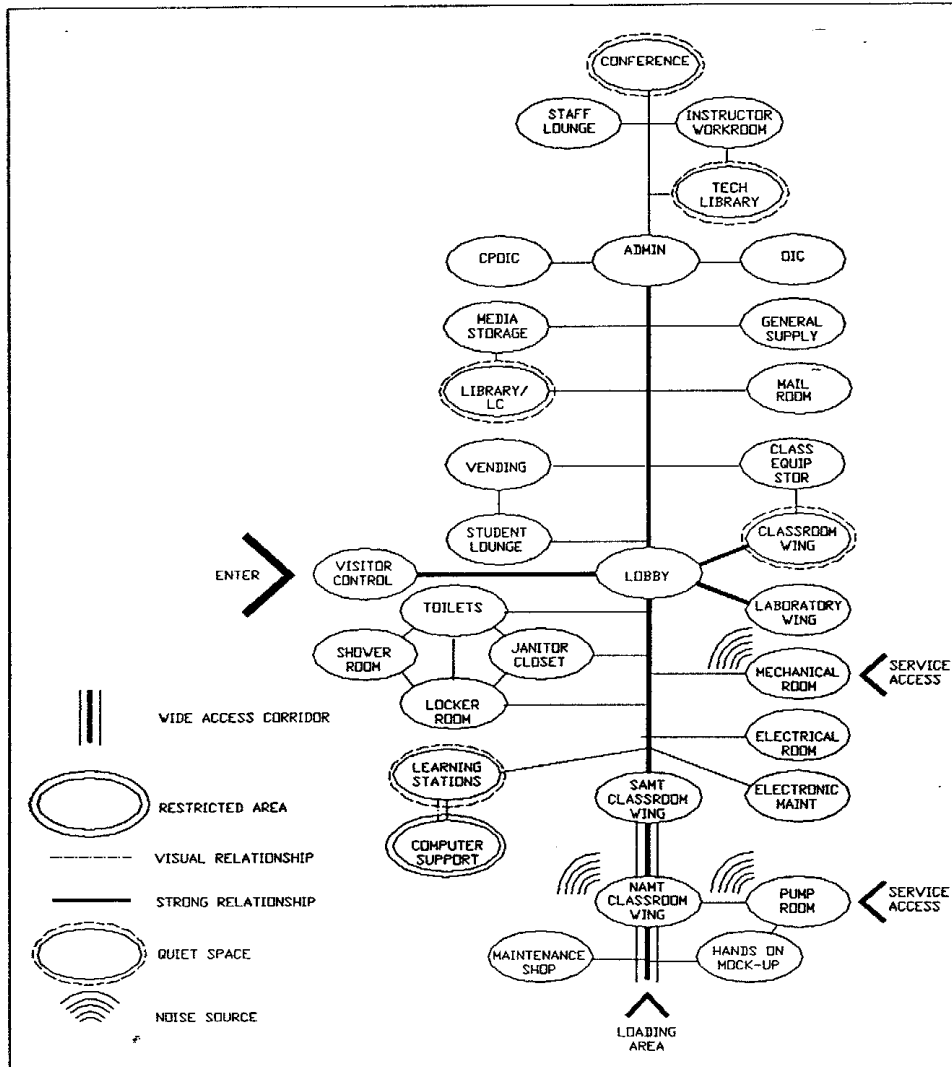 CONFERENCE
STAFF
LOUNGE
INSTRUCTOR
WORKROOM
TECH
LIBRARY
CPOIC
ADMIN
OIC
MEDIA
STORAGE
GENERAL
SUPPLY
LIBRARY/
LC
MAIL
ROOM
VENDING
CLASS
EQUIP
STOR
STUDENT
LOUNGE
CLASSROOM
WING
ENTER
VISITOR
CONTROL
LOBBY
TOILETS
LABORATORY
WING
SHOWER
ROOM
JANITOR
CLOSET
MECHANICAL
ROOM
SERVICE
ACCESS
LOCKER
ROOM
WIDE ACCESS CORRIDOR
ELECTRICAL
ROOM
LEARNING
STATIONS
SAMT
CLASSROOM
WING
ELECTRONIC
MAINT
RESTRICTED AREA
COMPUTER
SUPPORT
VISUAL RELATIONSHIP
STRONG RELATIONSHIP
NAMT
CLASSROOM
WING
PUMP
ROOM
SERVICE
ACCESS
QUIET SPACE
MAINTENANCE
SHOP
HANDS ON
MOCK-UP
NOISE SOURCE
LOADING
AREA